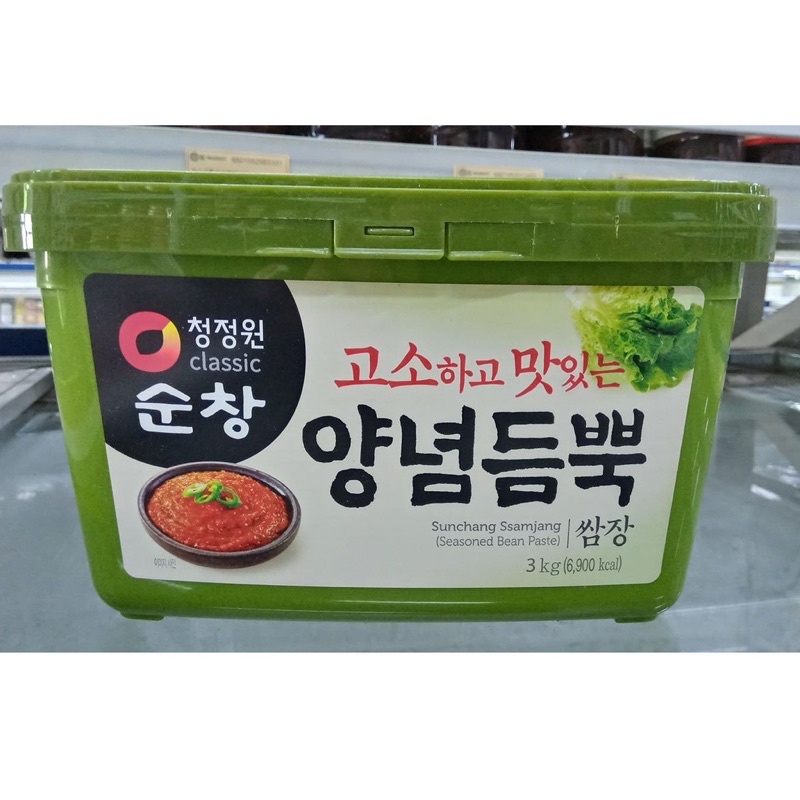 청정원
classic
순창
고소하고 맛있는
양념듬뿍
Sunchang Ssamjang
(Seasoned Bean Paste)
쌈장
3 kg (6,900 kcal)